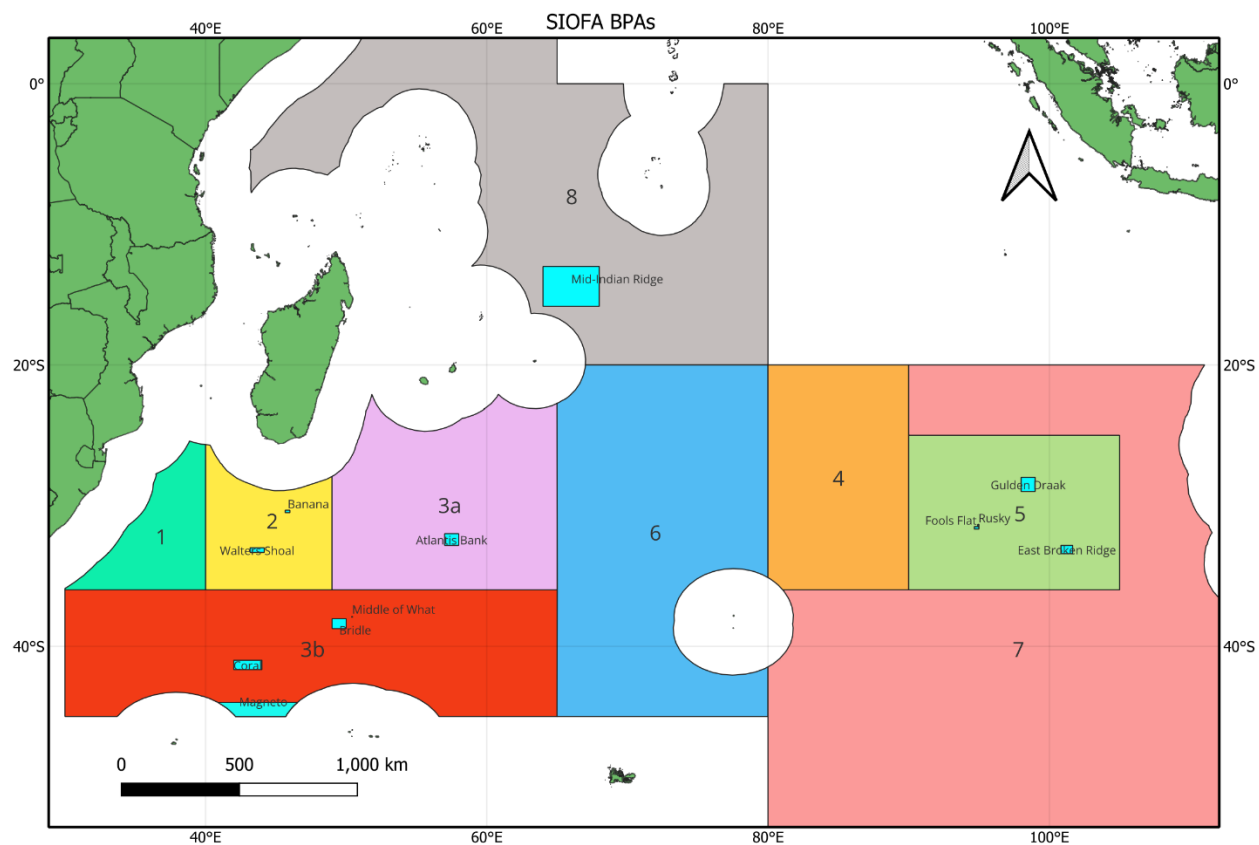 SIOFA BPAs
40°E
60°E
80°E
100°E
0°
0°
8
Mid-Indian Ridge
20°S
20°S
4
3a
Gulden Draak
Banana
2
5
Rusky
Fools Flat
1
6
Atlantis Bank
Walters Shoal
East Broken Ridge
Middle of What
Bridle
3b
40°S
40°S
7
Coral
Magneto
0
500
1,000 km
40°E
60°E
80°E
100°E